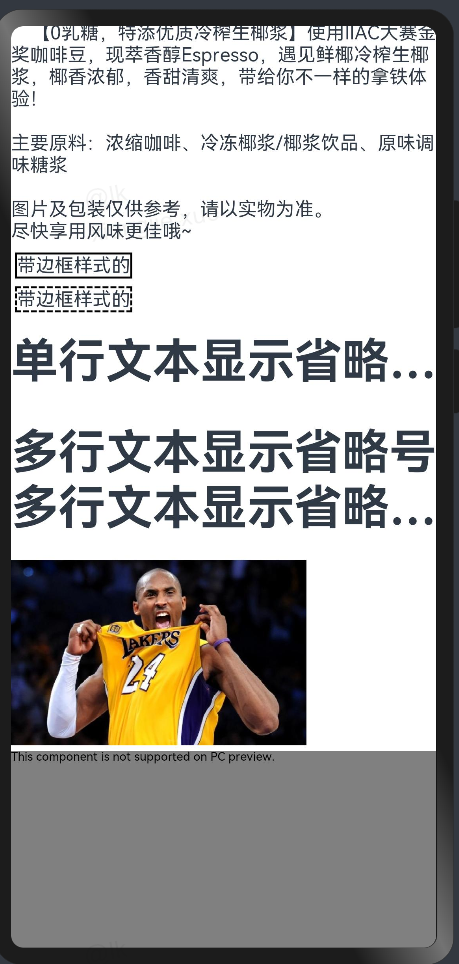 【0乳糖，特添优质冷榨生椰浆】使用IIAC大赛金
奖咖啡豆，现萃香醇Espresso，遇见鲜椰冷榨生椰
浆，椰香浓郁，香甜清爽，带给你不一样的拿铁体
验！
主要原料：浓缩咖啡、冷冻椰浆/椰浆饮品、原味调
味糖浆
图片及包装仅供参考，请以实物为准。
尽快享用风味更佳哦~
带边框样式的
带边框样式的
单行文本显示省略...
多行文本显示省略号
多行文本显示省略...
LAKERS
24
This component is not supported on PC preview.